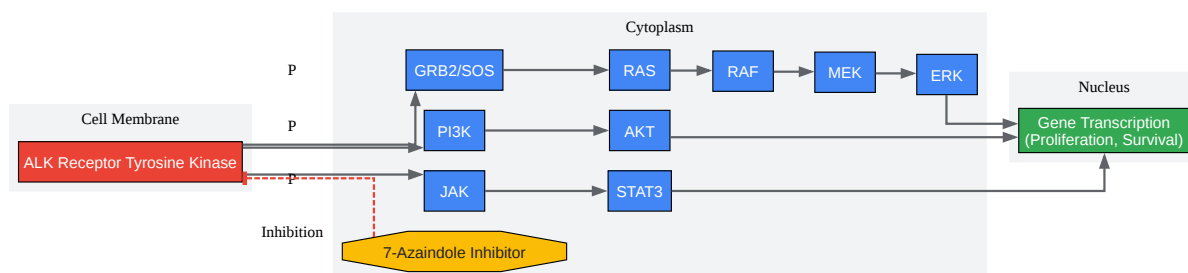 Cytoplasm
P
GRB2/SOS
RAS
RAF
MEK
ERK
Nucleus
Cell Membrane
P
PI3K
AKT
Gene Transcription
(Proliferation, Survival)
ALK Receptor Tyrosine Kinase
P
JAK
STAT3
Inhibition
7-Azaindole Inhibitor